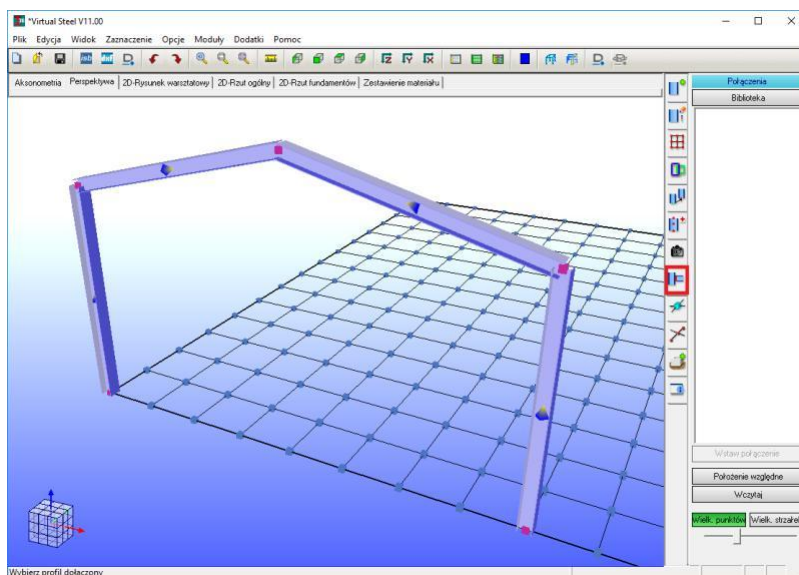 *Virtual Steel V11.00
Plik Edycja Widok Zaznaczenie Opcje Moduły Dodatki Pomoc
Aksonometria Perspektywa 2D-Rysunek warsztatowy 2D-Rzut ogólny 2D-Rzut fundamentów Zestawienie materiału
Połączenia
Biblioteka
Wstaw połączenie
Położenie względne
Wczytaj
Wielk. punktów Wielk. strzałek
Wybierz profil dołączony